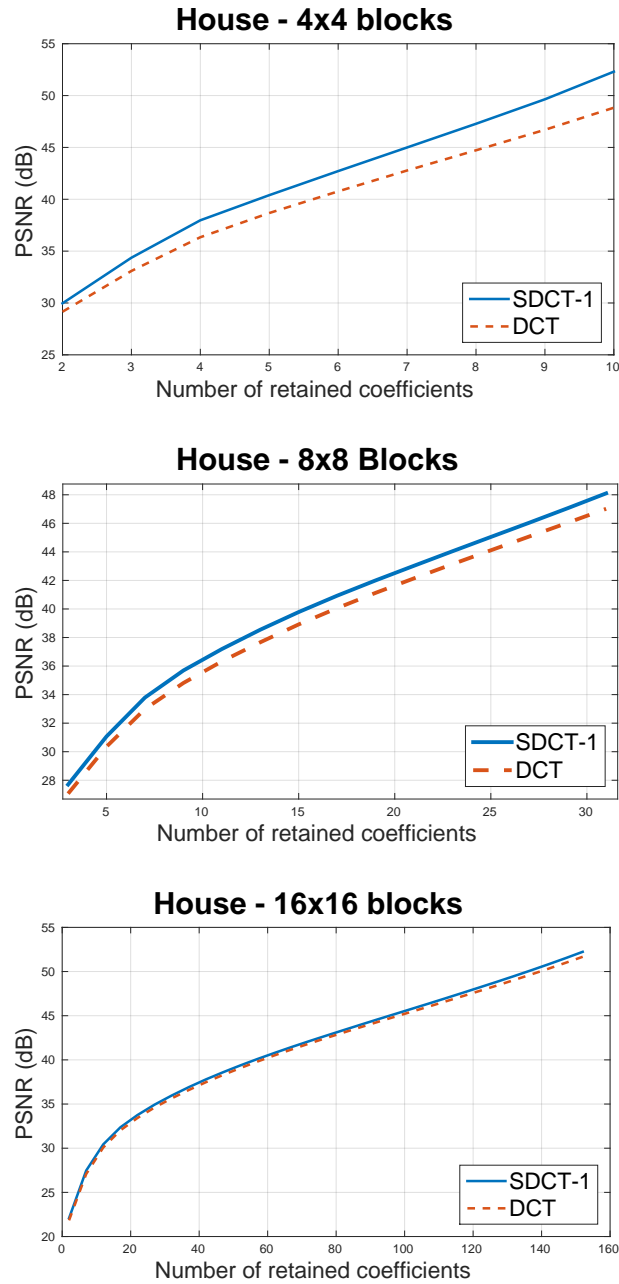 House - 4x4 blocks
55
50
45
40
35
30
25
PSNR (dB)
SDCT-1
DCT
2 3 4 5 6 7 8 9 10
Number of retained coefficients
House - 8x8 Blocks
48
46
44
42
40
38
36
34
32
30
28
PSNR (dB)
SDCT-1
DCT
5 10 15 20 25 30
Number of retained coefficients
House - 16x16 blocks
55
50
45
40
35
30
25
20
PSNR (dB)
SDCT-1
DCT
0 20 40 60 80 100 120 140 160
Number of retained coefficients